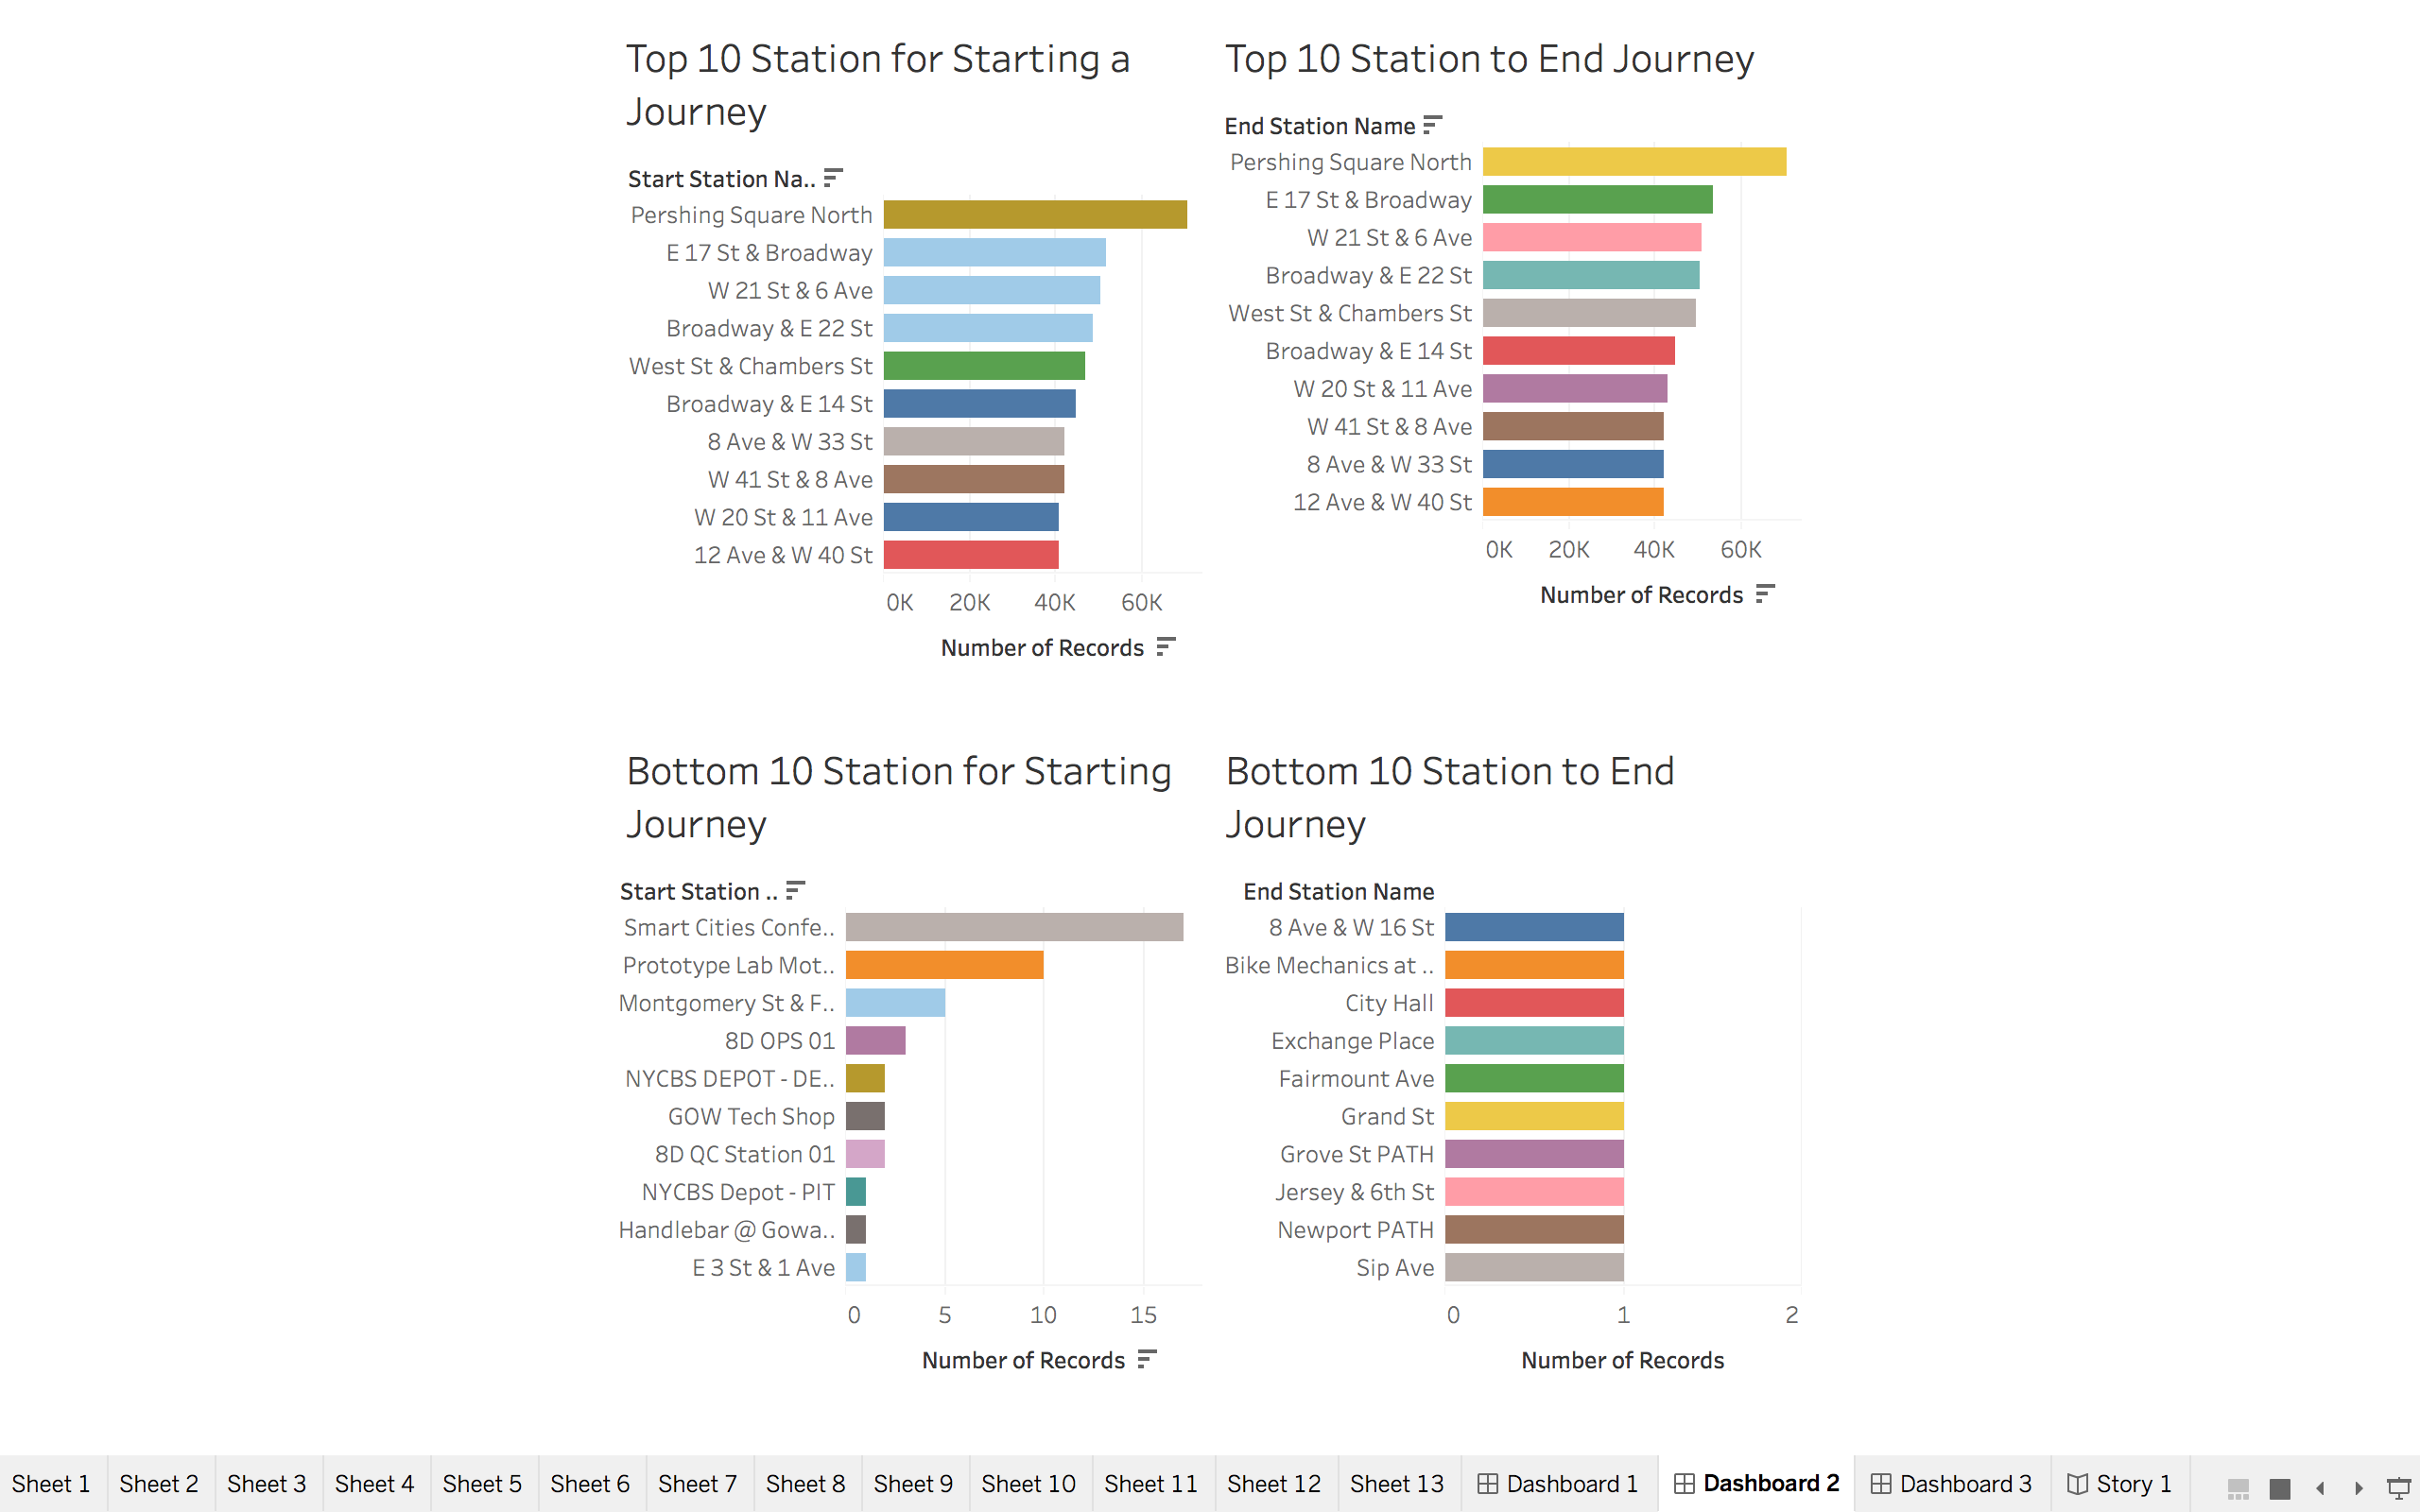 Top 10 Station for Starting a
Journey
Start Station Na..
Pershing Square North
E 17 St & Broadway
W 21 St & 6 Ave
Broadway & E 22 St
West St & Chambers St
Broadway & E 14 St
8 Ave & W 33 St
W 41 St & 8 Ave
W 20 St & 11 Ave
12 Ave & W 40 St
0K 20K 40K 60K
Number of Records
Top 10 Station to End Journey
End Station Name
Pershing Square North
E 17 St & Broadway
W 21 St & 6 Ave
Broadway & E 22 St
West St & Chambers St
Broadway & E 14 St
W 20 St & 11 Ave
W 41 St & 8 Ave
8 Ave & W 33 St
12 Ave & W 40 St
0K 20K 40K 60K
Number of Records
Bottom 10 Station for Starting
Journey
Start Station ..
Smart Cities Confe..
Prototype Lab Mot..
Montgomery St & F..
8D OPS 01
NYCBS DEPOT - DE..
GOW Tech Shop
8D QC Station 01
NYCBS Depot - PIT
Handlebar @ Gowa..
E 3 St & 1 Ave
0 5 10 15
Number of Records
Bottom 10 Station to End
Journey
End Station Name
8 Ave & W 16 St
Bike Mechanics at ..
City Hall
Exchange Place
Fairmount Ave
Grand St
Grove St PATH
Jersey & 6th St
Newport PATH
Sip Ave
0 1 2
Number of Records
Sheet 1 Sheet 2 Sheet 3 Sheet 4 Sheet 5 Sheet 6 Sheet 7 Sheet 8 Sheet 9 Sheet 10 Sheet 11 Sheet 12 Sheet 13 Dashboard 1 Dashboard 2 Dashboard 3 Story 1